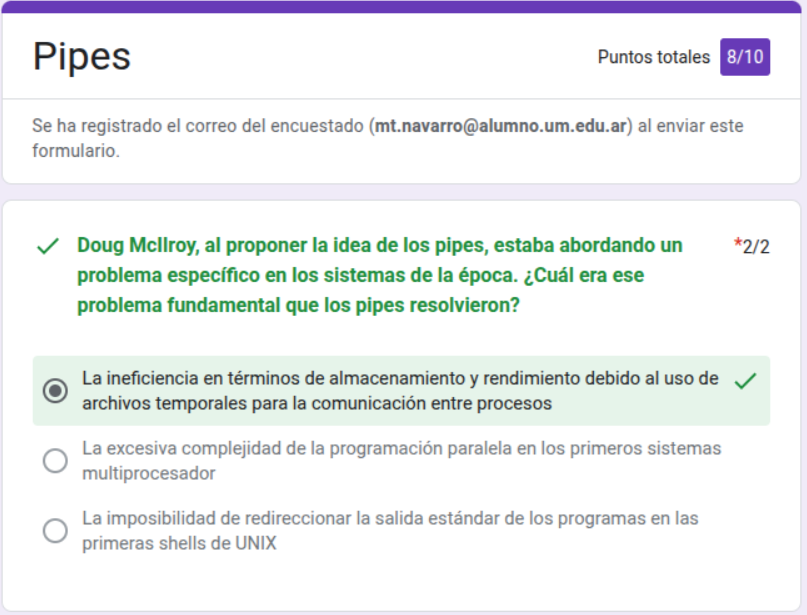 Pipes
Puntos totales 8/10
Se ha registrado el correo del encuestado (mt.navarro@alumno.um.edu.ar) al enviar este
formulario.
Doug McIlroy, al proponer la idea de los pipes, estaba abordando un
problema específico en los sistemas de la época. ¿Cuál era ese
problema fundamental que los pipes resolvieron?
*2/2
La ineficiencia en términos de almacenamiento y rendimiento debido al uso de
archivos temporales para la comunicación entre procesos
La excesiva complejidad de la programación paralela en los primeros sistemas
multiprocesador
La imposibilidad de redireccionar la salida estándar de los programas en las
primeras shells de UNIX